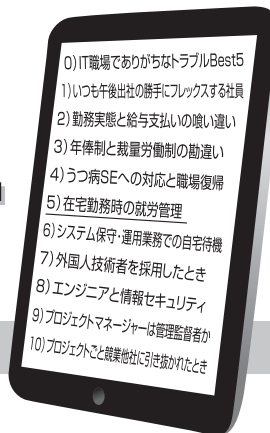 0)IT職場でありがちなトラブルBest5
1)いつも午後出社の勝手にフレックスする社員
2)勤務実態と給与支払いの喰い違い
3)年俸制と裁量労働制の勘違い
4)うつ病SEへの対応と職場復帰
5)在宅勤務時の就労管理
6)システム保守・運用業務での自宅待機
7)外国人技術者を採用したとき
8)エンジニアと情報セキュリティ
9)プロジェクトマネージャーは管理監督者か
10)プロジェクトごと競業他社に引き抜かれたとき